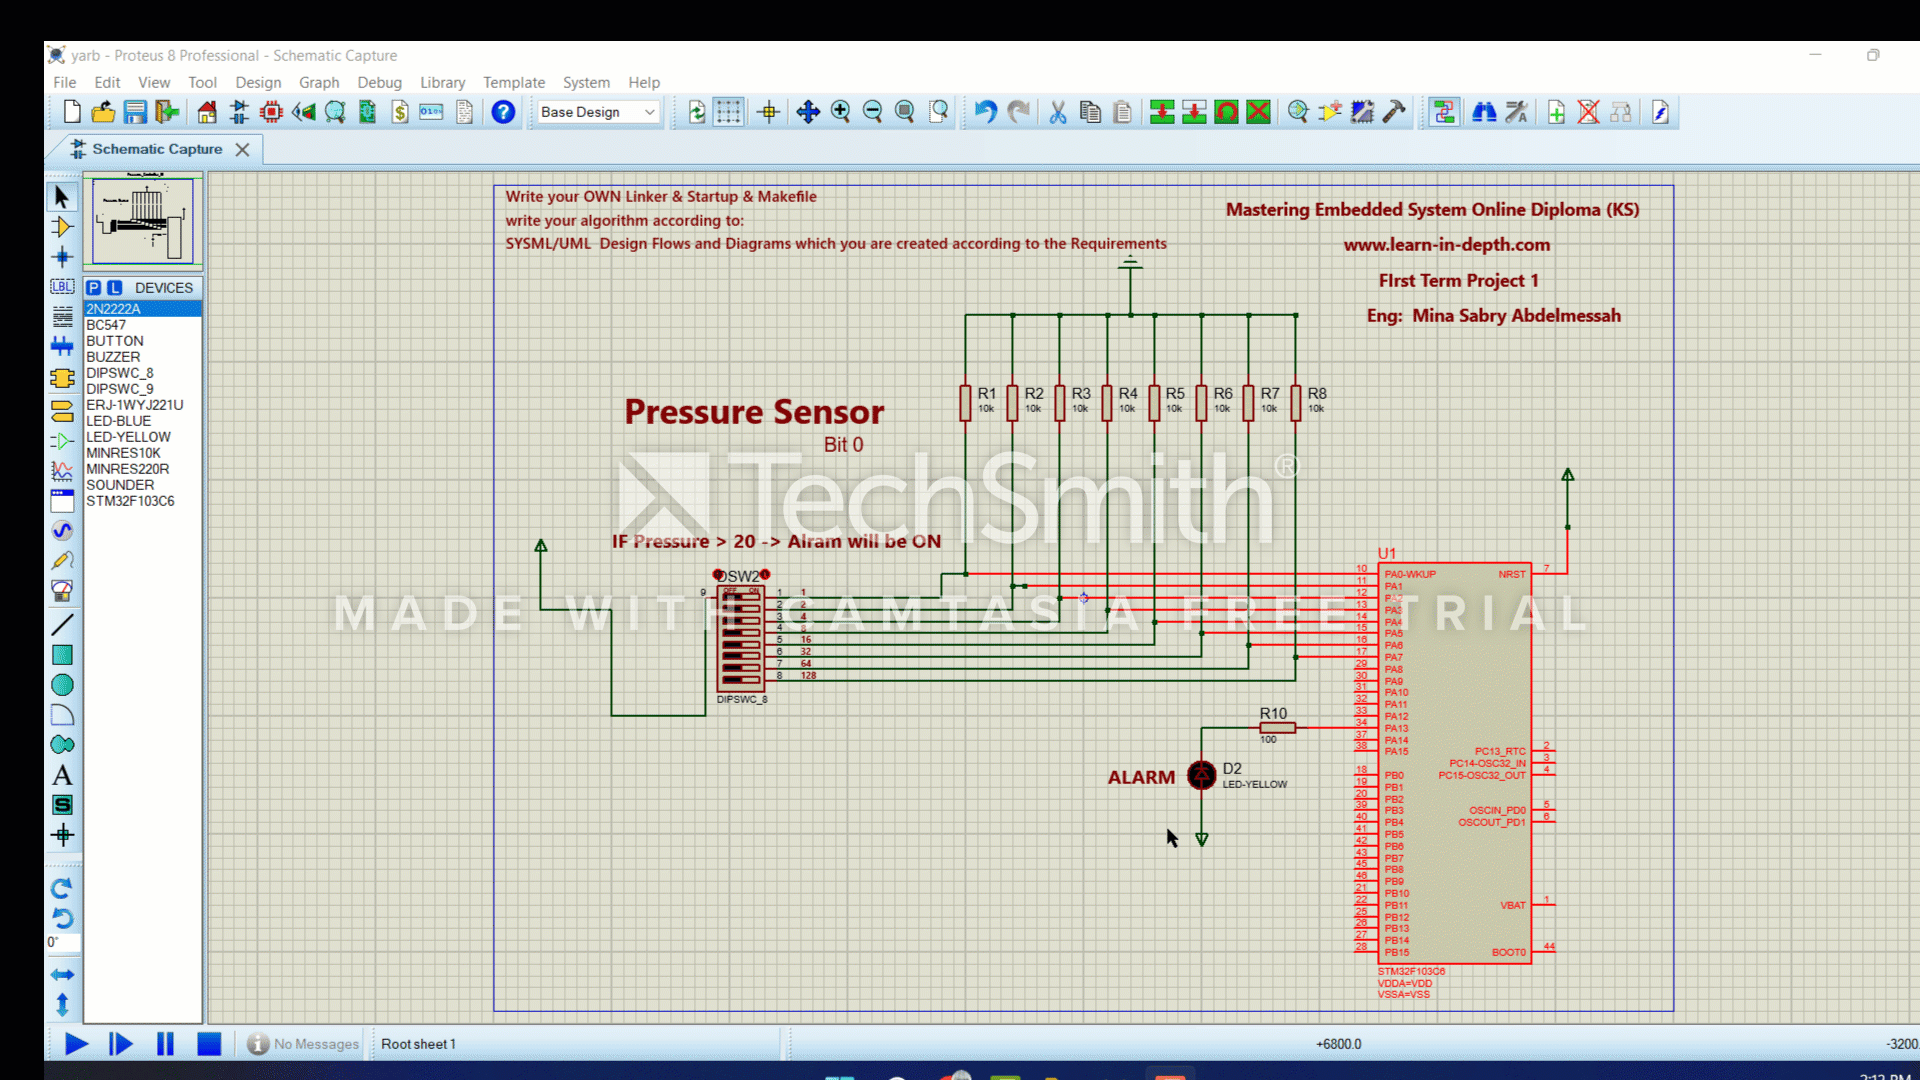 yarb - Proteus 8 Professional - Schematic Capture
File Edit View Tool Design Graph Debug Library Template System Help
Base Design
Schematic Capture
Write your OWN Linker & Startup & Makefile
write your algorithm according to:
SYSML/UML Design Flows and Diagrams which you are created according to the Requirements
Mastering Embedded System Online Diploma (KS)
www.learn-in-depth.com
FIrst Term Project 1
Eng: Mina Sabry Abdelmessah
LBL
P L DEVICES
2N2222A
BC547
BUTTON
BUZZER
DIPSWC_8
DIPSWC_9
ERJ-1WYJ221U
LED-BLUE
LED-YELLOW
MINRES10K
MINRES220R
SOUNDER
STM32F103C6
R1 R2 R3 R4 R5 R6 R7 R8
10k 10k 10k 10k 10k 10k 10k 10k
Pressure Sensor
Bit 0
TechSmith®
IF Pressure > 20 -> Alram will be ON
MADE WITH CAMTASIA FREE TRIAL
DSW2
OFF ON
9
1 1
2 2
3 4
4 8
5 16
6 32
7 64
8 128
DIPSWC_8
R10
100
ALARM
D2
LED-YELLOW
U1
10 PA0-WKUP NRST 7
11 PA1
12 PA2
13 PA3
14 PA4
15 PA5
16 PA6
17 PA7
29 PA8
30 PA9
31 PA10
32 PA11
33 PA12
34 PA13
37 PA14
38 PA15
PC13_RTC 2
PC14-OSC32_IN 3
PC15-OSC32_OUT 4
18 PB0
19 PB1
20 PB2
39 PB3 OSCIN_PD0 5
40 PB4 OSCOUT_PD1 6
41 PB5
42 PB6
43 PB7
45 PB8
46 PB9
21 PB10
22 PB11 VBAT 1
25 PB12
26 PB13
27 PB14
28 PB15 BOOT0 44
STM32F103C6
VDDA=VDD
VSSA=VSS
0°
No Messages
Root sheet 1
+6800.0
-3200.